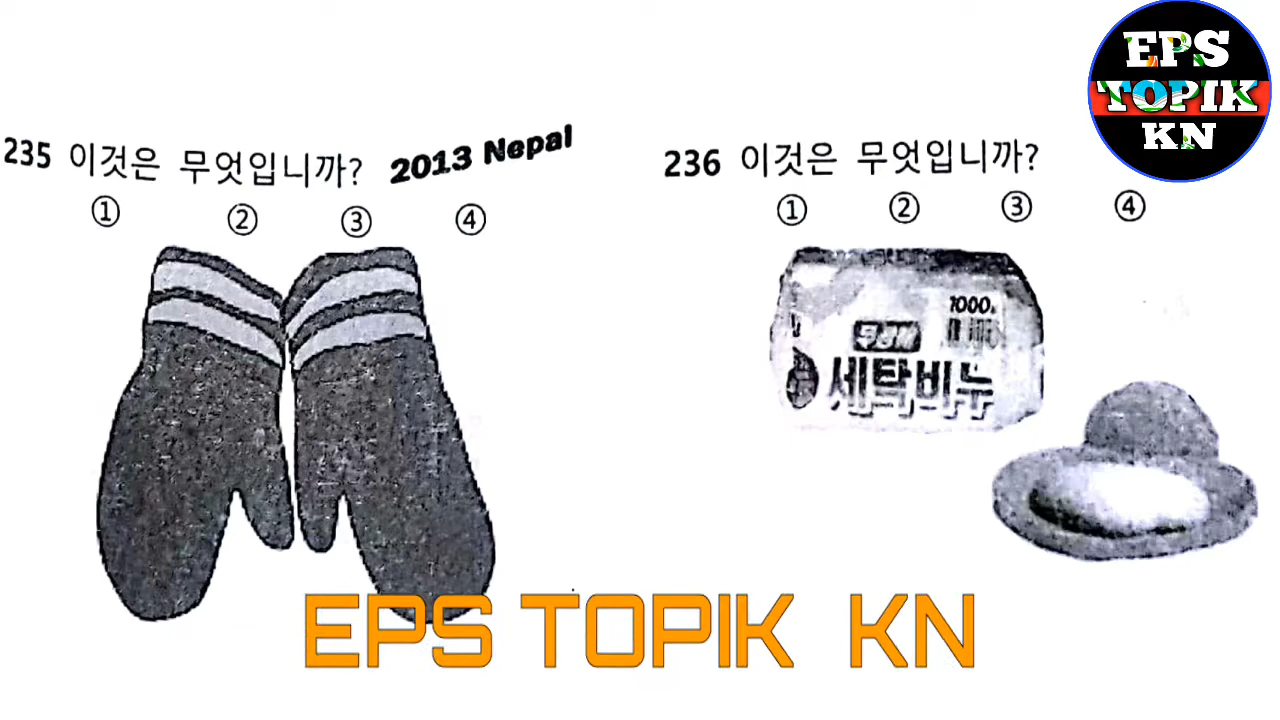 235 이것은 무엇입니까? 2013 Nepal
① ② ③ ④
236 이것은 무엇입니까?
① ② ③ ④
1000
세탁비누
EPS
TOPIK
KN
EPS TOPIK KN